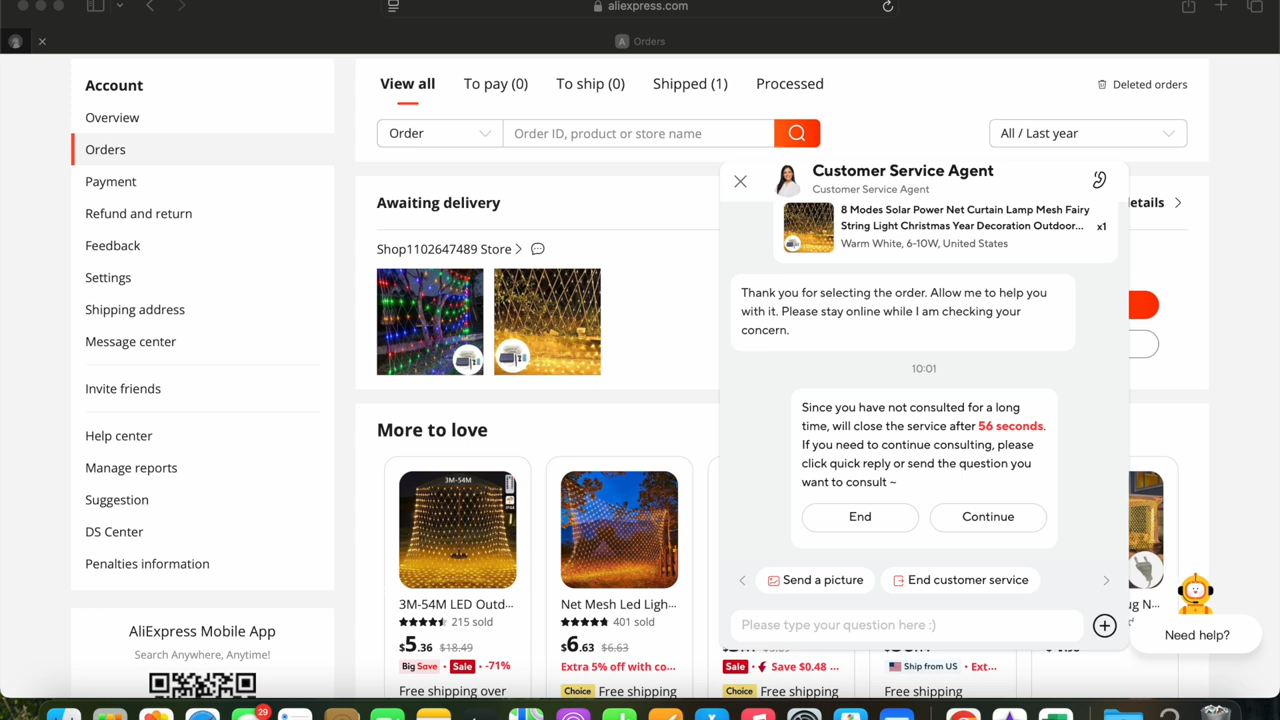 aliexpress.com
A Orders
Account
Overview
Orders
Payment
Refund and return
Feedback
Settings
Shipping address
Message center
Invite friends
Help center
Manage reports
Suggestion
DS Center
Penalties information
AliExpress Mobile App
Search Anywhere, Anytime!
View all To pay (0) To ship (0) Shipped (1) Processed
Deleted orders
Order Order ID, product or store name
All / Last year
Awaiting delivery
etails >
Shop1102647489 Store >
More to love
3M-54M
3M-54M LED Outd...
215 sold
$5.36 $18.49
Big Save Sale -71%
Free shipping over
Net Mesh Led Ligh...
401 sold
$6.63 $6.63
Extra 5% off with co...
Choice Free shipping
Sale Save $0.48 ...
Choice Free shipping
Ship from US Ext...
Free shipping
ug N...
Customer Service Agent
Customer Service Agent
8 Modes Solar Power Net Curtain Lamp Mesh Fairy
String Light Christmas Year Decoration Outdoor...
x1
Warm White, 6-10W, United States
Thank you for selecting the order. Allow me to help you
with it. Please stay online while I am checking your
concern.
10:01
Since you have not consulted for a long
time, will close the service after 56 seconds.
If you need to continue consulting, please
click quick reply or send the question you
want to consult ~
End Continue
Send a picture End customer service
Please type your question here :)
Need help?
29